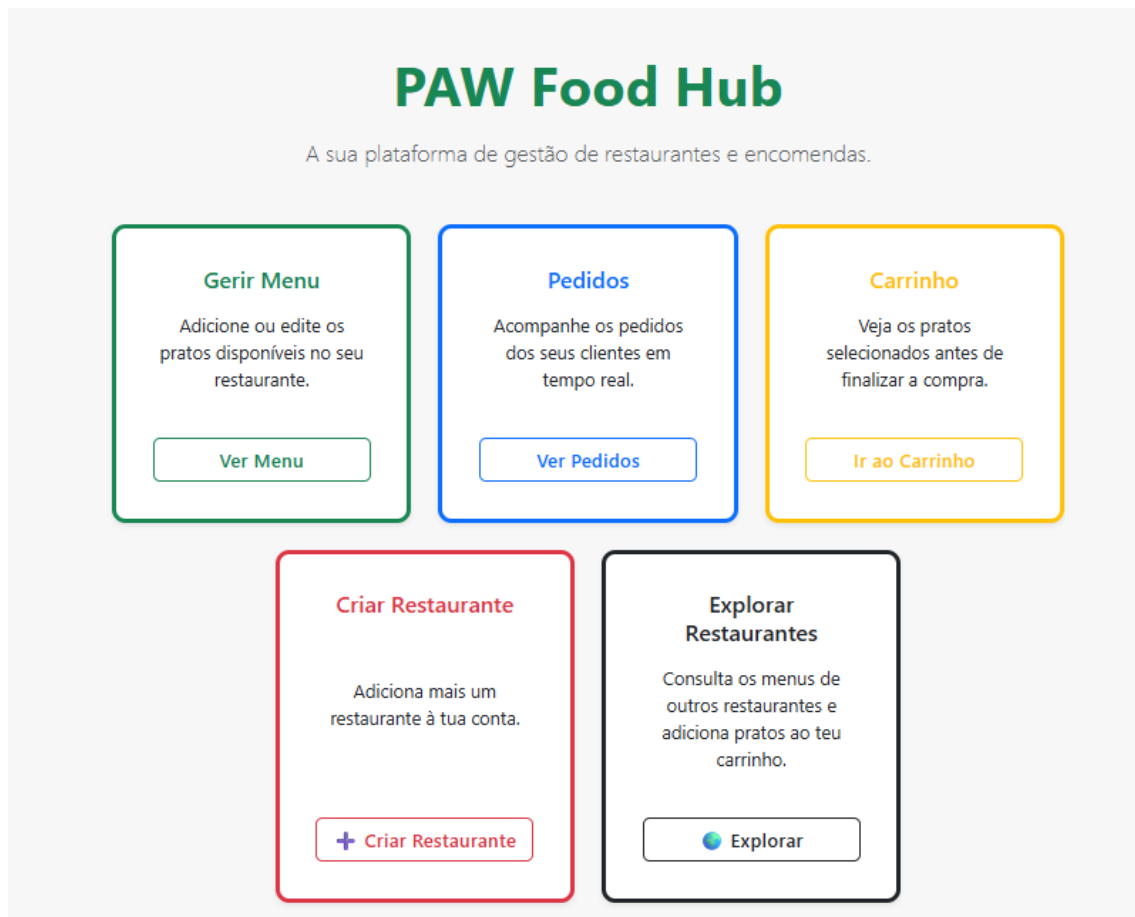 PAW Food Hub
A sua plataforma de gestão de restaurantes e encomendas.
Gerir Menu
Adicione ou edite os
pratos disponíveis no seu
restaurante.
Ver Menu
Pedidos
Acompanhe os pedidos
dos seus clientes em
tempo real.
Ver Pedidos
Carrinho
Veja os pratos
selecionados antes de
finalizar a compra.
Ir ao Carrinho
Criar Restaurante
Adiciona mais um
restaurante à tua conta.
➕ Criar Restaurante
Explorar
Restaurantes
Consulta os menus de
outros restaurantes e
adiciona pratos ao teu
carrinho.
🌍 Explorar